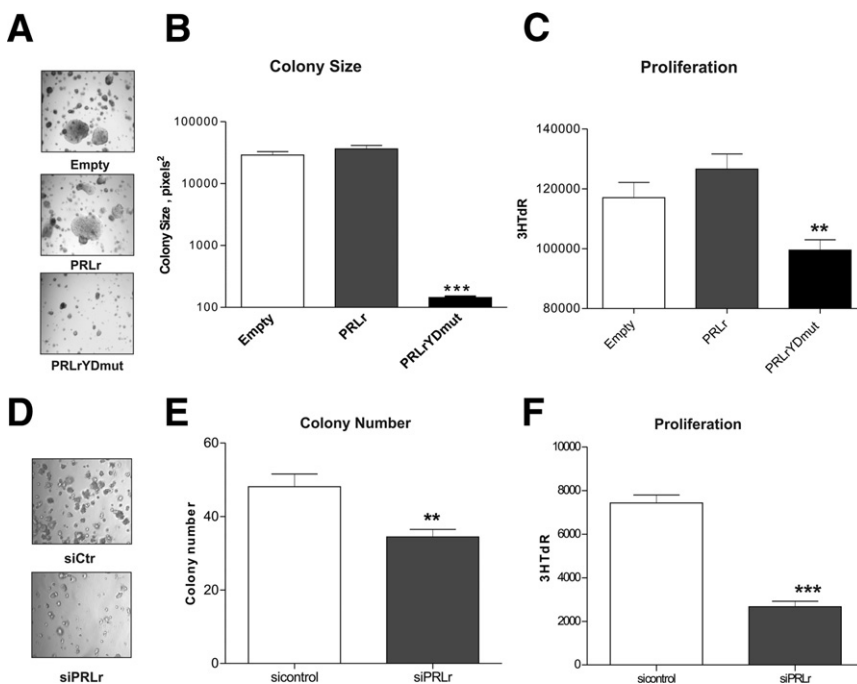 A
Empty
PRLr
PRLrYDmut
B
Colony Size
Colony Size , pixels²
100000
10000
1000
100
Empty
PRLr
PRLrYDmut
***
C
Proliferation
3HTdR
140000
120000
100000
80000
Empty
PRLr
PRLrYDmut
**
D
siCtr
siPRLr
E
Colony Number
Colony number
60
40
20
0
sicontrol
siPRLr
**
F
Proliferation
3HTdR
10000
8000
6000
4000
2000
0
sicontrol
siPRLr
***